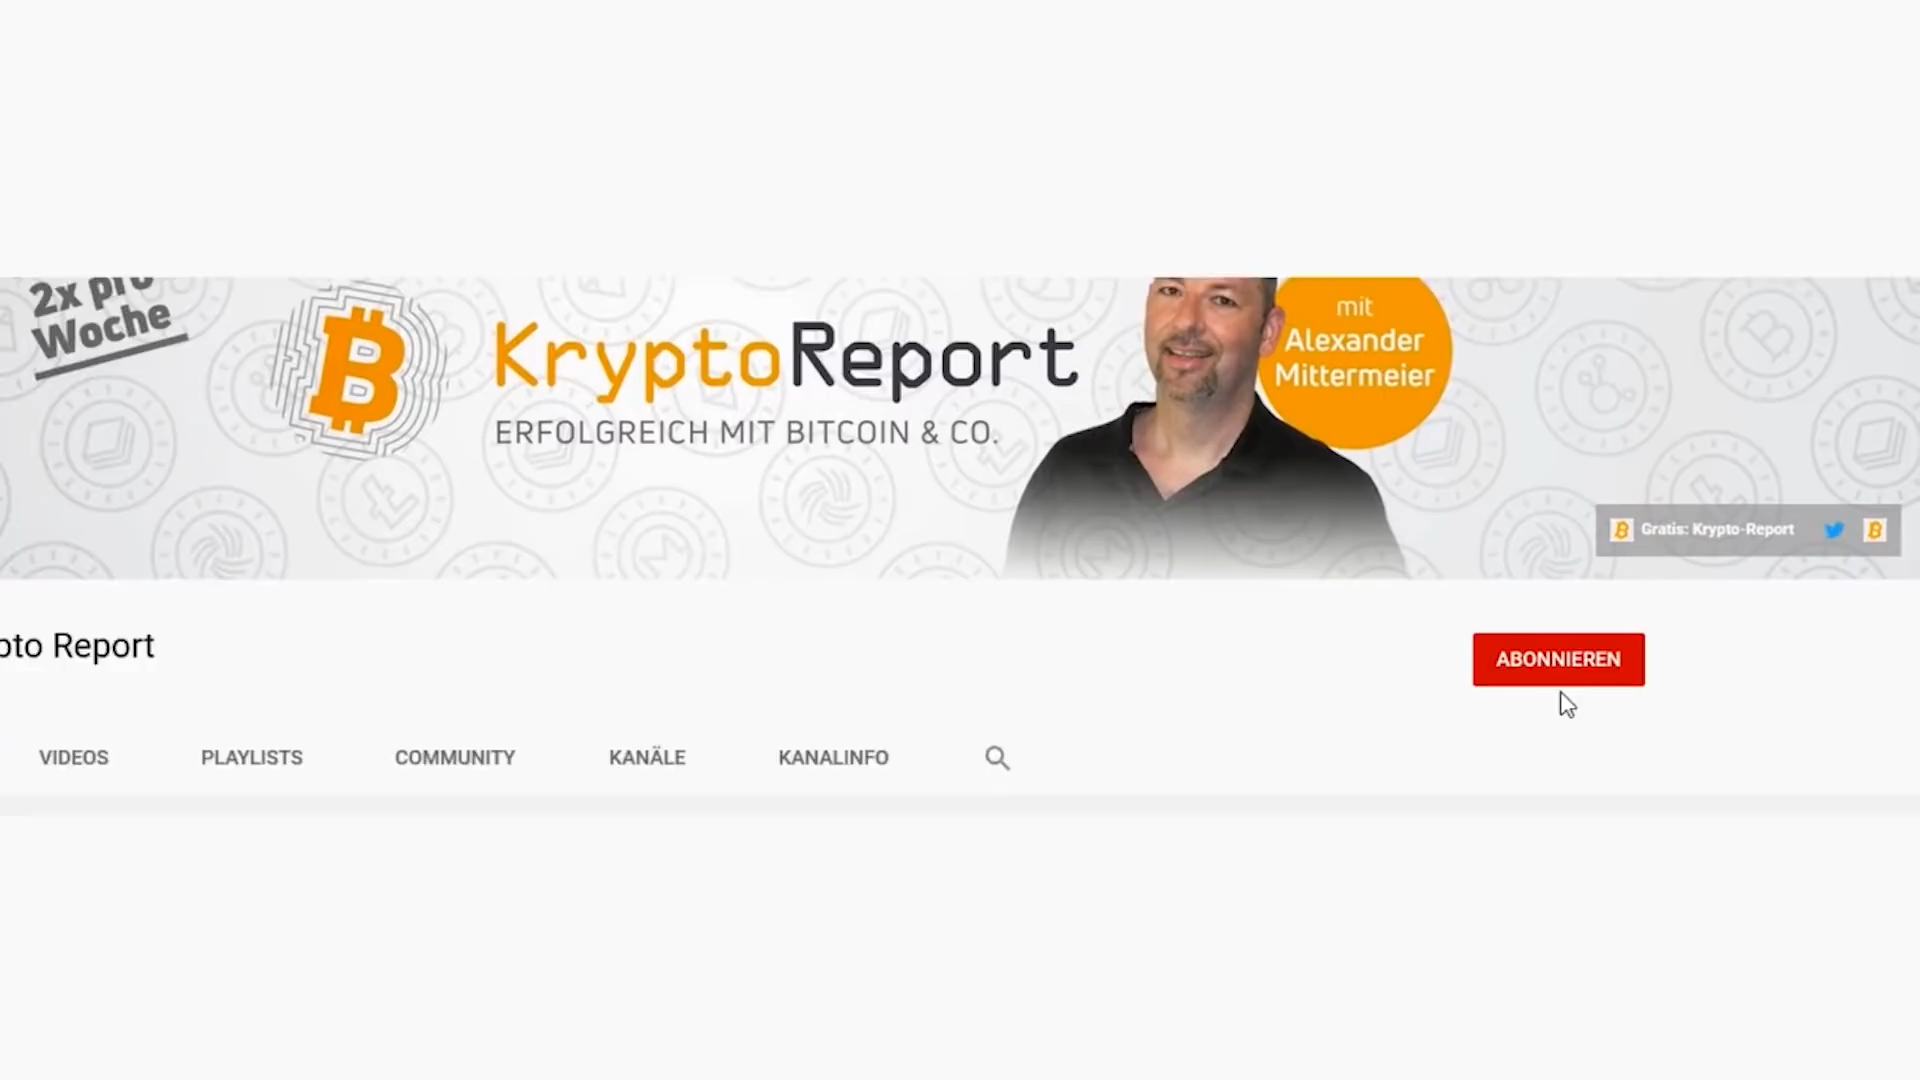 2x pro
Woche
KryptoReport
ERFOLGREICH MIT BITCOIN & CO.
mit
Alexander
Mittermeier
Gratis: Krypto-Report
pto Report
ABONNIEREN
VIDEOS PLAYLISTS COMMUNITY KANÄLE KANALINFO